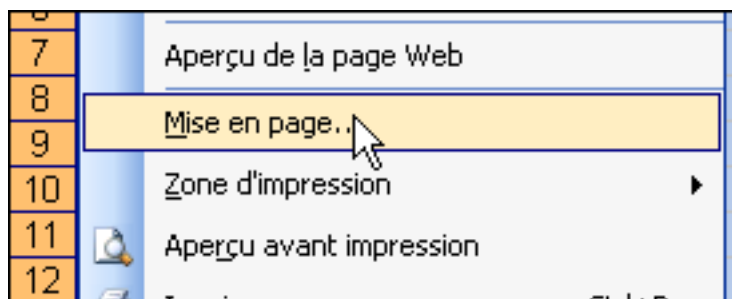 7
Aperçu de la page Web
8
Mise en page...
9
10
Zone d'impression
11
Aperçu avant impression
12